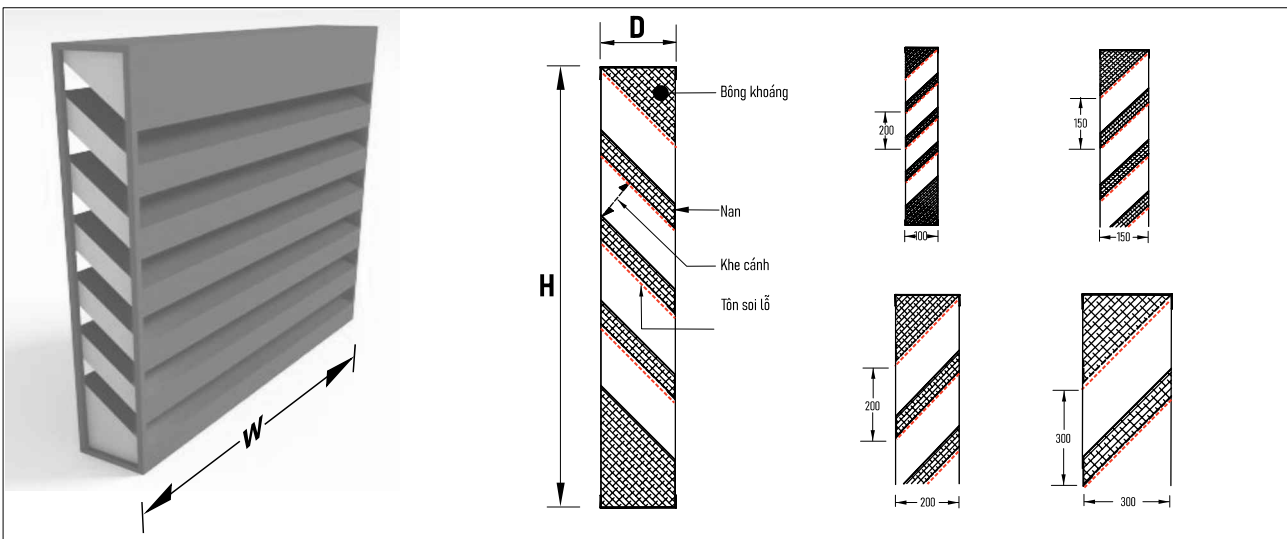 W
D
H
Bông khoáng
Nan
Khe cánh
Tôn soi lỗ
200
100
150
150
200
200
300
300